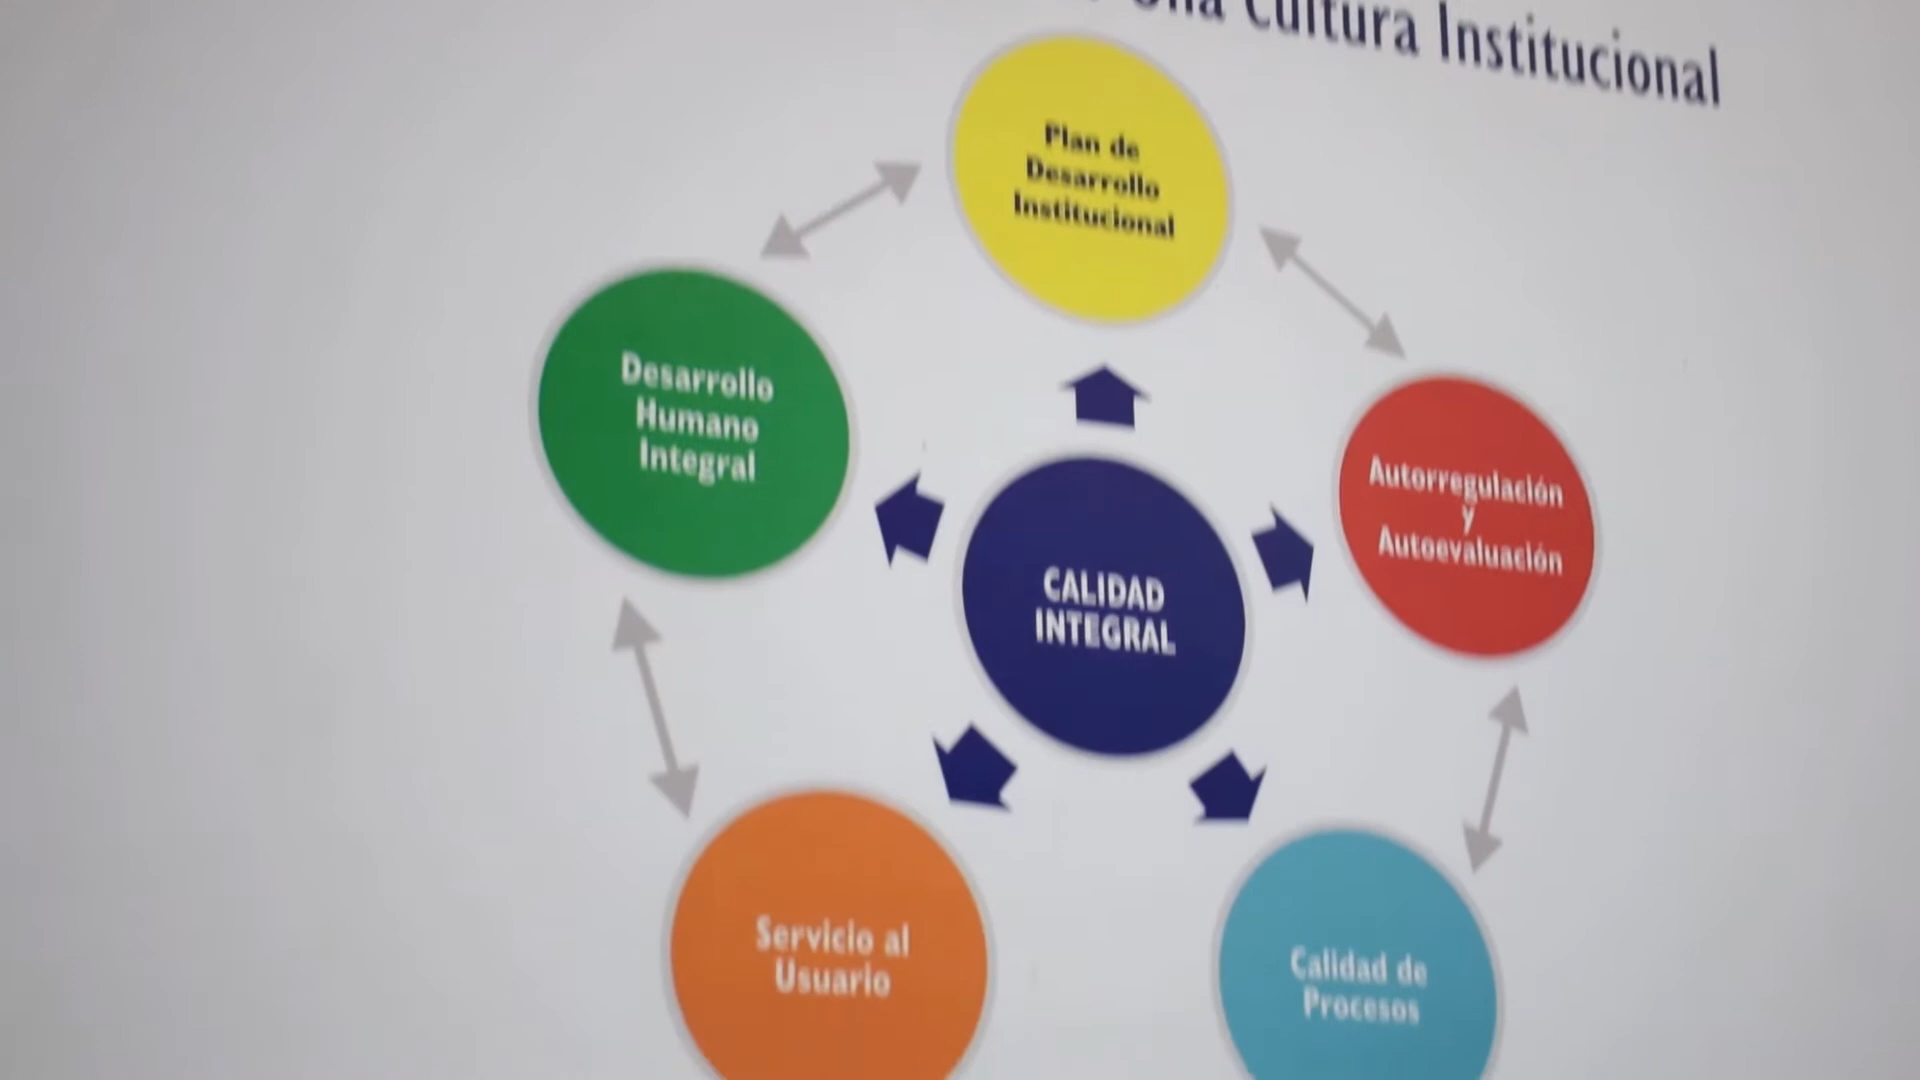 Una Cultura Institucional
Plan de
Desarrollo
Institucional
Desarrollo
Humano
Integral
Autorregulación
y
Autoevaluación
CALIDAD
INTEGRAL
Servicio al
Usuario
Calidad de
Procesos